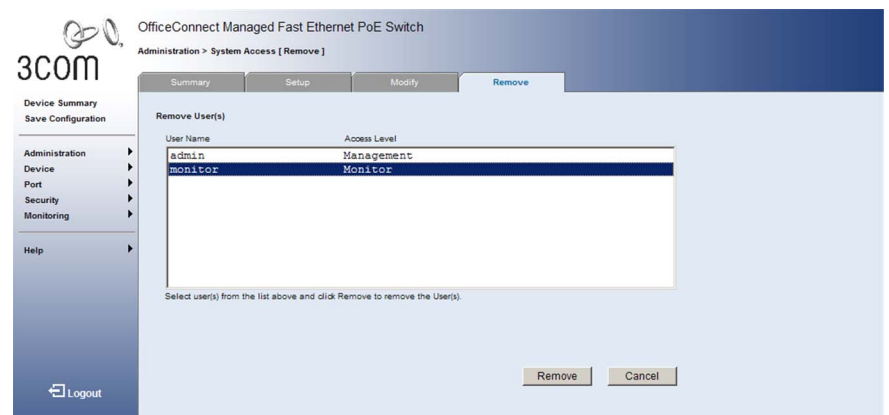 OfficeConnect Managed Fast Ethernet PoE Switch
Administration > System Access [ Remove ]
3COM
Summary Setup Modify Remove
Device Summary
Save Configuration
Administration
Device
Port
Security
Monitoring
Help
Logout
Remove User(s)
User Name Access Level
admin Management
monitor Monitor
Select user(s) from the list above and click Remove to remove the User(s).
Remove Cancel